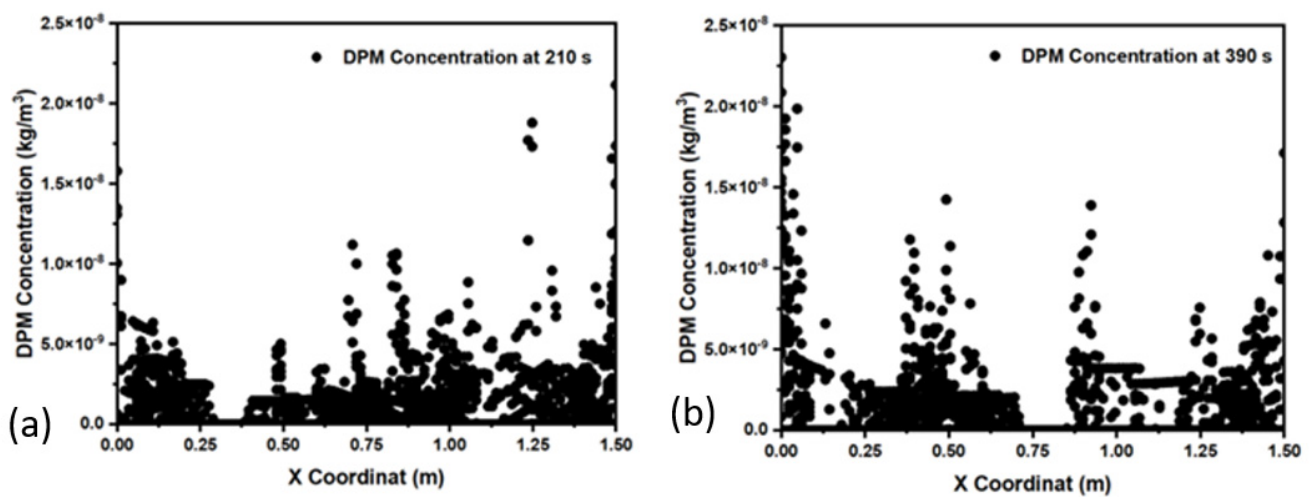 2.5×10⁻⁸
DPM Concentration at 210 s
2.0×10⁻⁸
1.5×10⁻⁸
1.0×10⁻⁸
5.0×10⁻⁹
0.0
DPM Concentration (kg/m³)
0.00 0.25 0.50 0.75 1.00 1.25 1.50
X Coordinat (m)
(a)
2.5×10⁻⁸
DPM Concentration at 390 s
2.0×10⁻⁸
1.5×10⁻⁸
1.0×10⁻⁸
5.0×10⁻⁹
0.0
DPM Concentration (kg/m³)
0.00 0.25 0.50 0.75 1.00 1.25 1.50
X Coordinat (m)
(b)